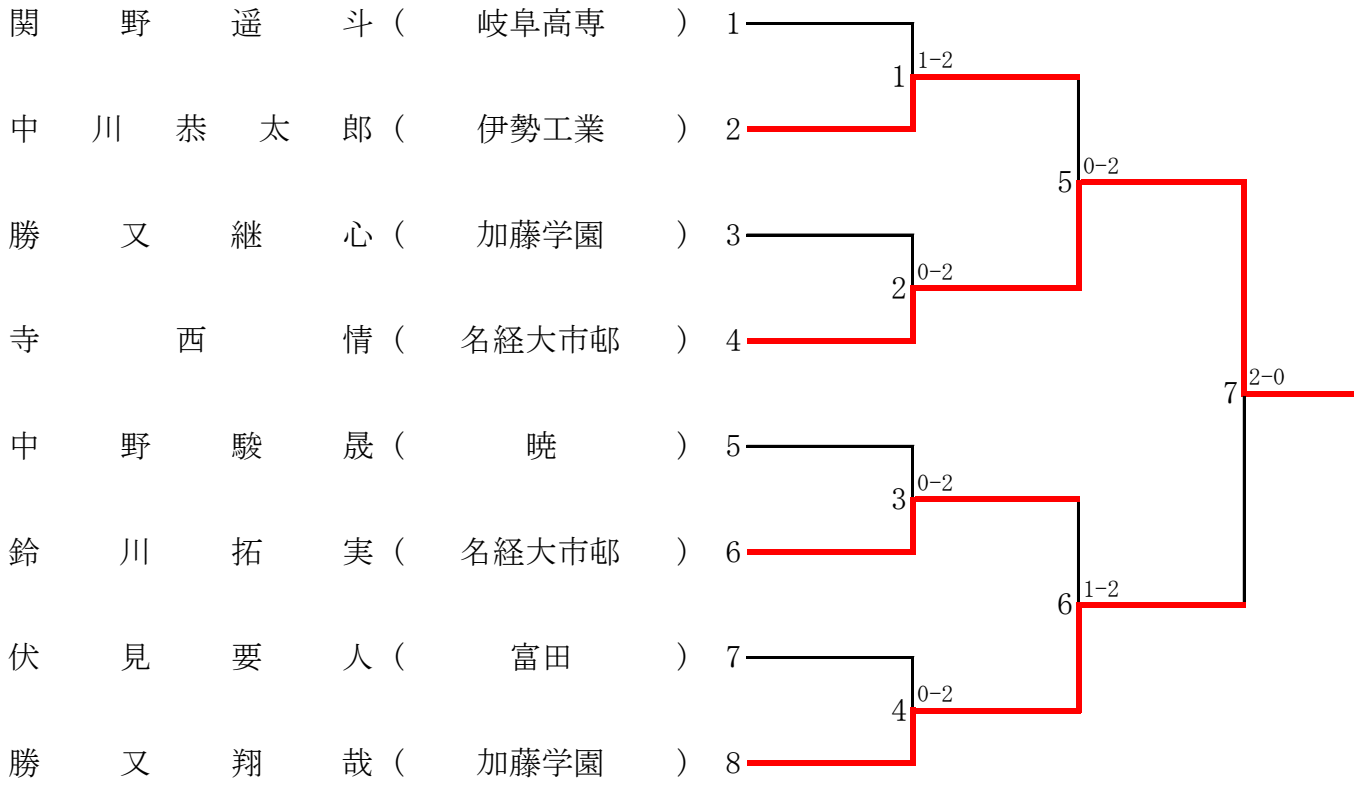 関野遥斗（ 岐阜高専 ） 1
1-2
1
中川恭太郎（ 伊勢工業 ） 2
0-2
5
勝又継心（ 加藤学園 ） 3
0-2
2
寺西情（ 名経大市邨 ） 4
2-0
7
中野駿晟（ 暁 ） 5
0-2
3
鈴川拓実（ 名経大市邨 ） 6
1-2
6
伏見要人（ 富田 ） 7
0-2
4
勝又翔哉（ 加藤学園 ） 8